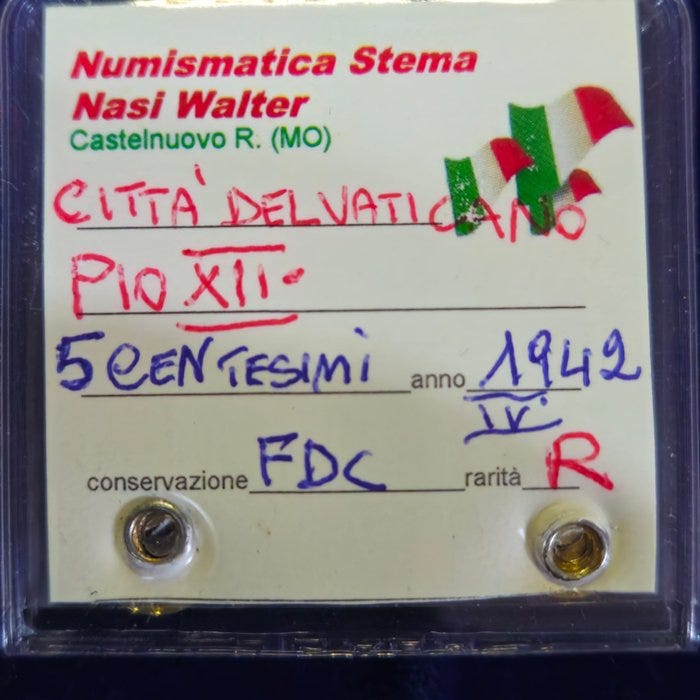 Numismatica Stema
Nasi Walter
Castelnuovo R. (MO)
CITTÀ DEL VATICANO
PIO XII.
5 CENTESIMI anno 1942
IV
conservazione FDC rarità R